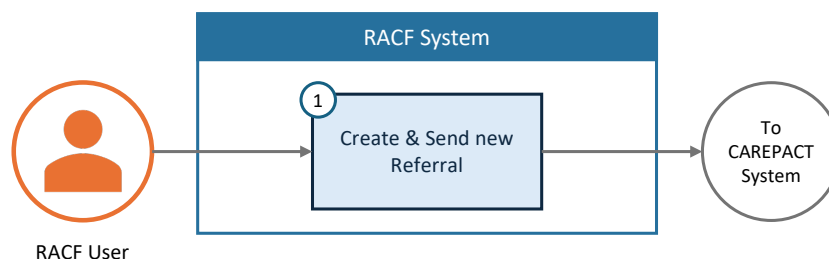 RACF System
1
Create & Send new
Referral
To
CAREPACT
System
RACF User